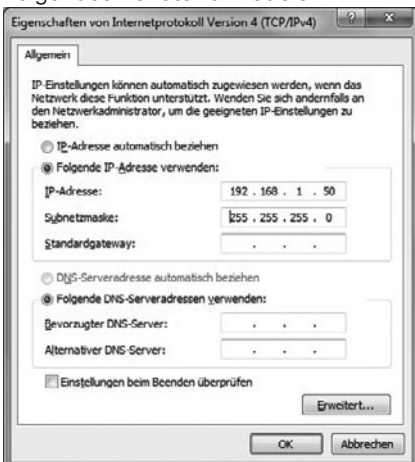 Eigenschaften von Internetprotokoll Version 4 (TCP/IPv4)
Allgemein
IP-Einstellungen können automatisch zugewiesen werden, wenn das
Netzwerk diese Funktion unterstützt. Wenden Sie sich andernfalls an
den Netzwerkadministrator, um die geeigneten IP-Einstellungen zu
beziehen.
IP-Adresse automatisch beziehen
Folgende IP-Adresse verwenden:
IP-Adresse: 192 . 168 . 1 . 50
Subnetzmaske: 255 . 255 . 255 . 0
Standardgateway: . . .
DNS-Serveradresse automatisch beziehen
Folgende DNS-Serveradressen verwenden:
Bevorzugter DNS-Server: . . .
Alternativer DNS-Server: . . .
Einstellungen beim Beenden überprüfen
Erweitert...
OK Abbrechen